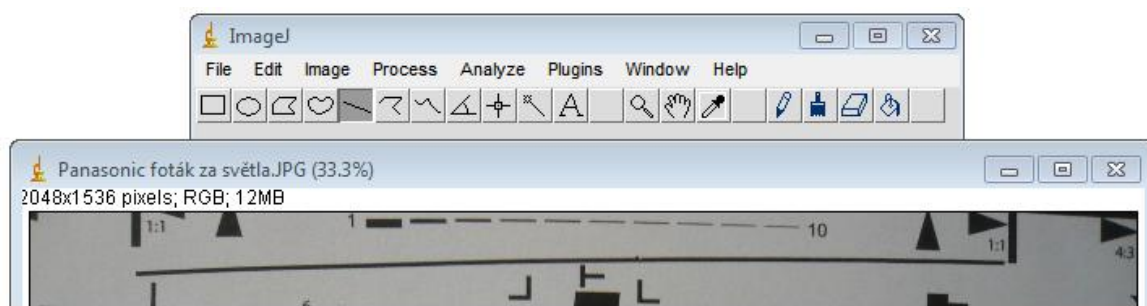 ImageJ
File Edit Image Process Analyze Plugins Window Help
A
Panasonic foták za světla.JPG (33.3%)
2048x1536 pixels; RGB; 12MB
1:1 1 10 1:1 4:3
6